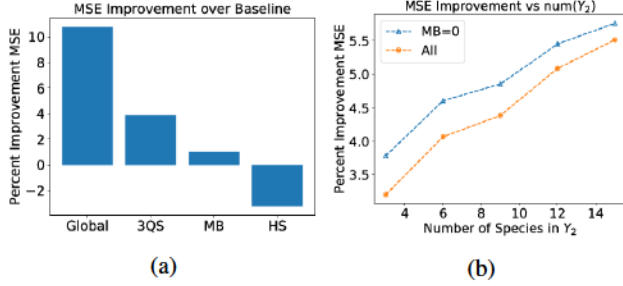 MSE Improvement over Baseline
Percent Improvement MSE
10
8
6
4
2
0
−2
Global 3QS MB HS
(a)
MSE Improvement vs num(Y₂)
Percent Improvement MSE
MB=0
All
5.5
5.0
4.5
4.0
3.5
4 6 8 10 12 14
Number of Species in Y₂
(b)